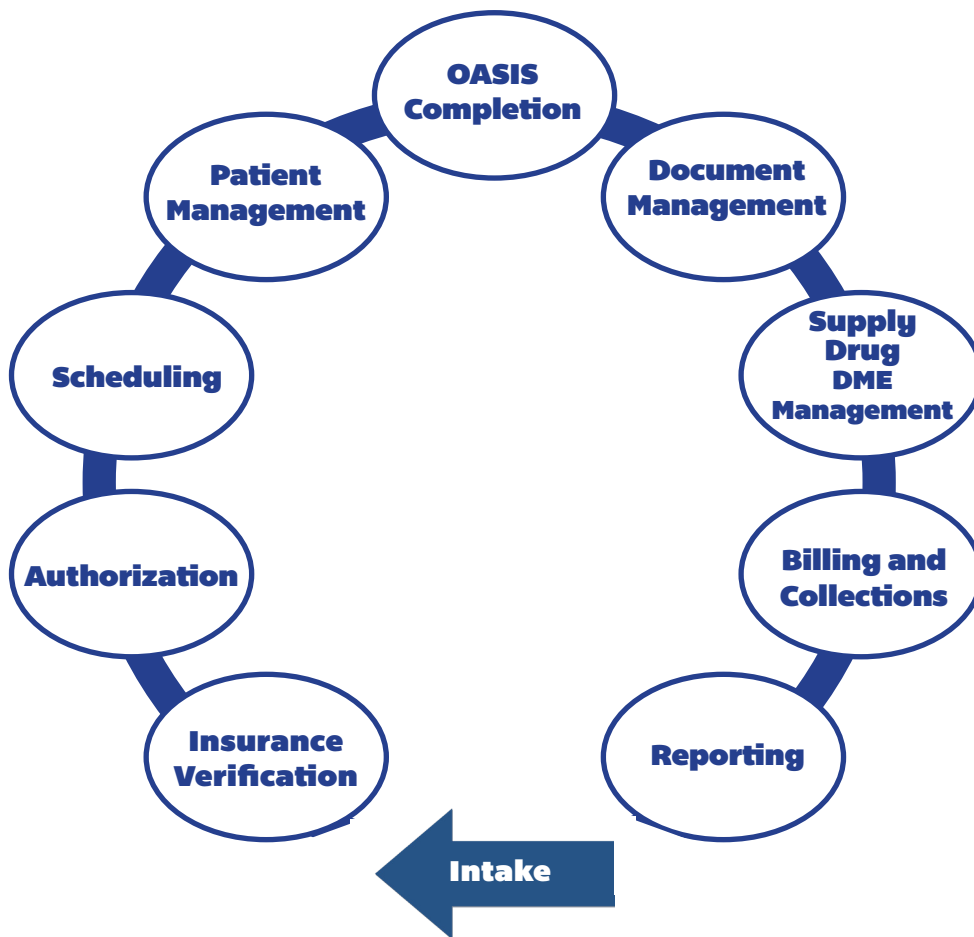 OASIS
Completion
Patient
Management
Document
Management
Scheduling
Supply
Drug
DME
Management
Authorization
Billing and
Collections
Insurance
Verification
Reporting
Intake